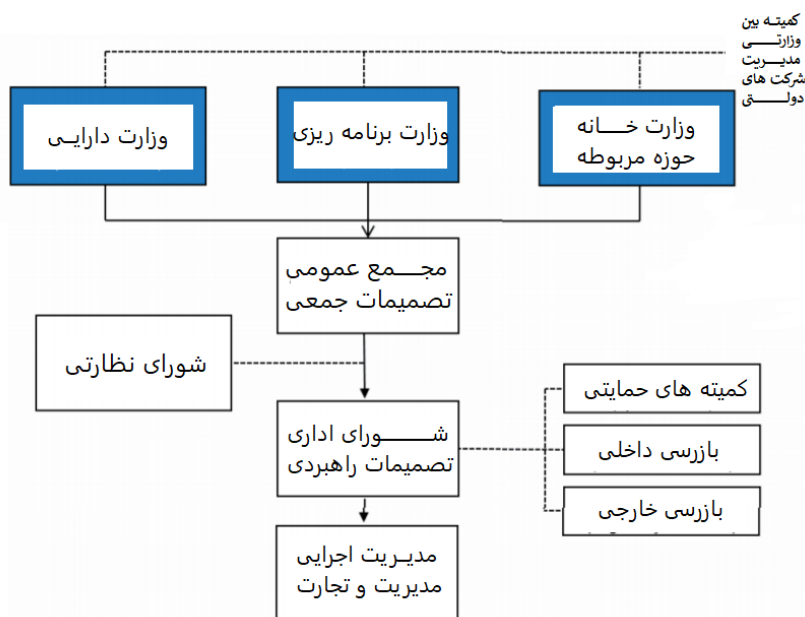 کمیته بین
وزارتی
مدیریت
شرکت های
دولتی
وزارت خانه
حوزه مربوطه
وزارت برنامه ریزی
وزارت دارایی
مجمع عمومی
تصمیمات جمعی
شورای نظارتی
شورای اداری
تصمیمات راهبردی
کمیته های حمایتی
بازرسی داخلی
بازرسی خارجی
مدیریت اجرایی
مدیریت و تجارت